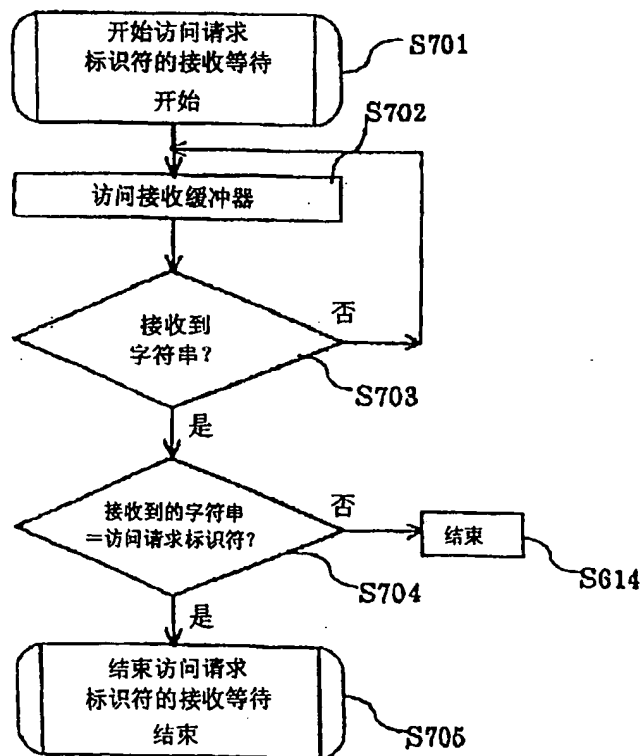 开始访问请求
标识符的接收等待
开始
S701
S702
访问接收缓冲器
接收到
字符串?
否
S703
是
接收到的字符串
=访问请求标识符?
否
结束
S614
S704
是
结束访问请求
标识符的接收等待
结束
S705